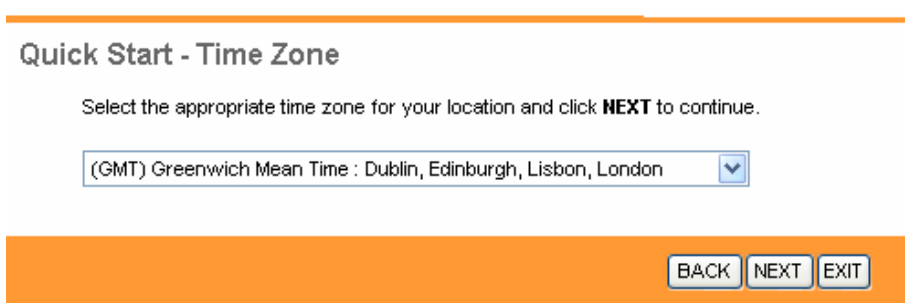 Quick Start - Time Zone
Select the appropriate time zone for your location and click NEXT to continue.
(GMT) Greenwich Mean Time : Dublin, Edinburgh, Lisbon, London
BACK NEXT EXIT